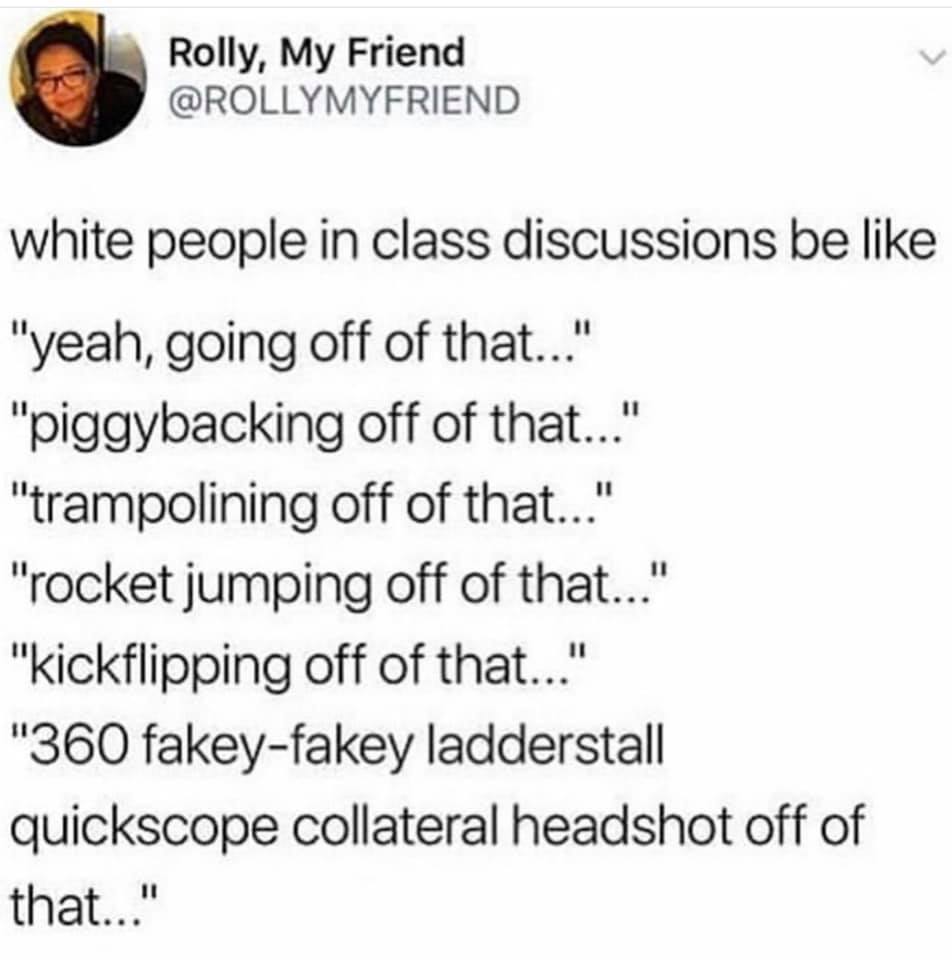 Rolly, My Friend
@ROLLYMYFRIEND
white people in class discussions be like
"yeah, going off of that..."
"piggybacking off of that..."
"trampolining off of that..."
"rocket jumping off of that..."
"kickflipping off of that..."
"360 fakey-fakey ladderstall
quickscope collateral headshot off of
that..."